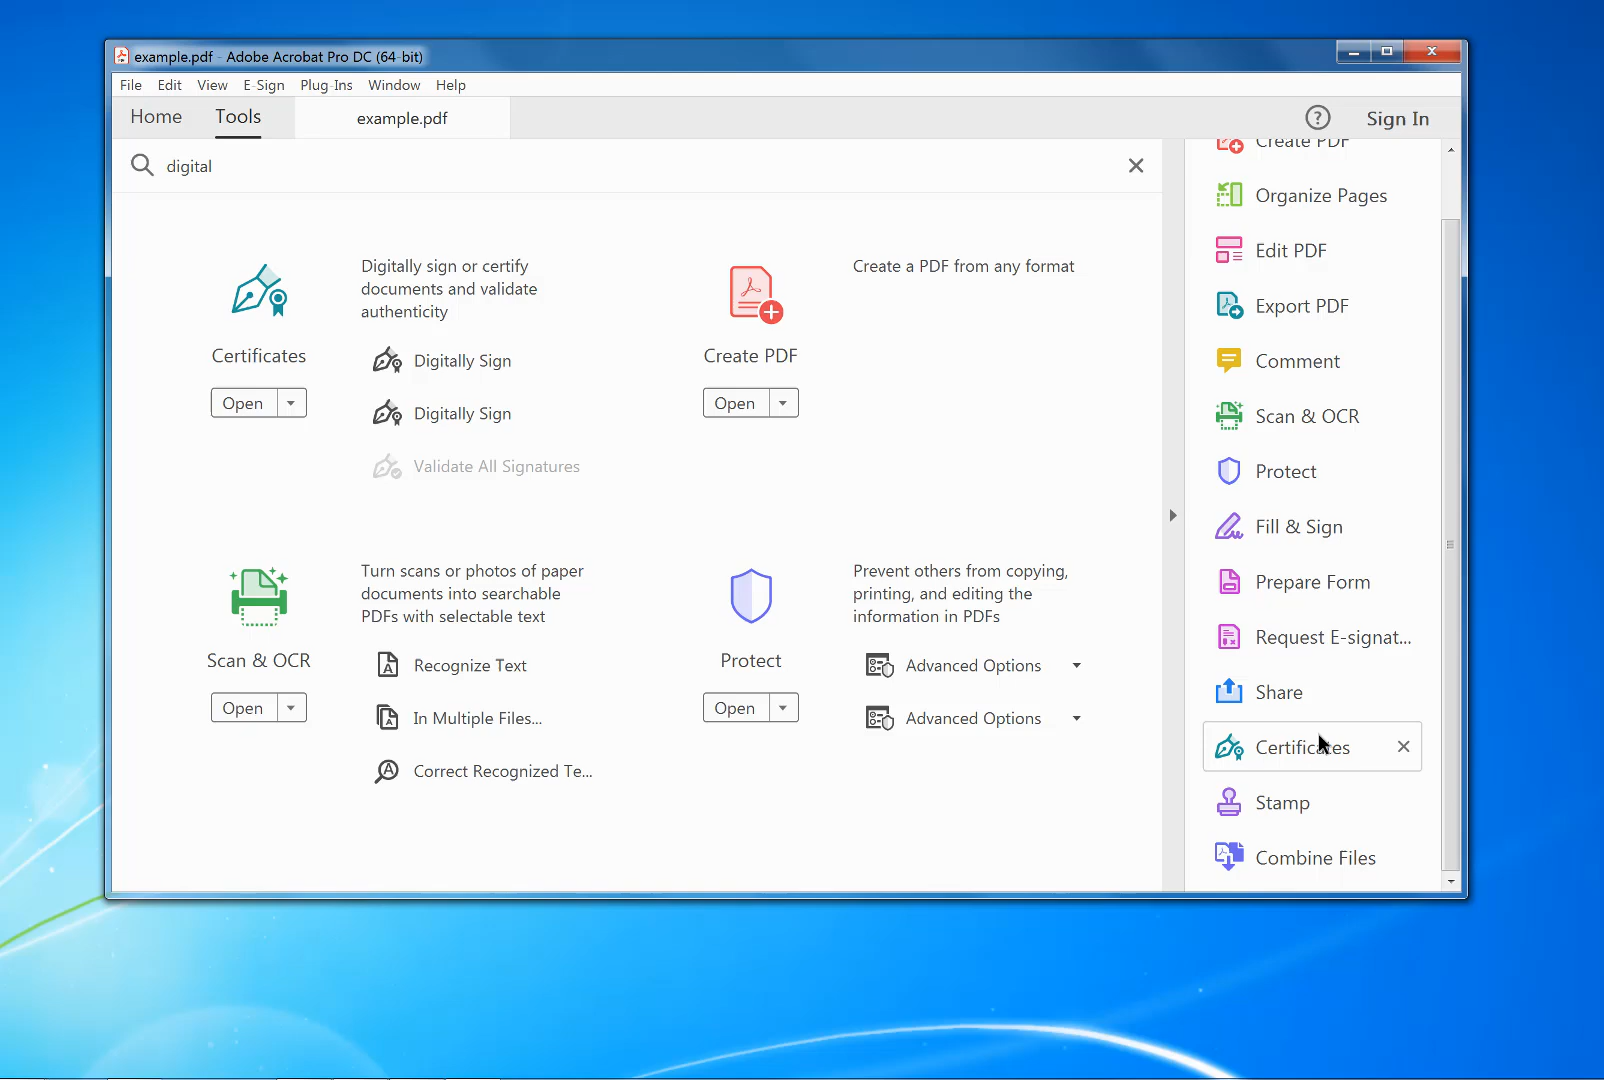 example.pdf - Adobe Acrobat Pro DC (64-bit)
File Edit View E-Sign Plug-Ins Window Help
Home Tools example.pdf ? Sign In
digital
Digitally sign or certify
documents and validate
authenticity
Certificates
Open
Digitally Sign
Digitally Sign
Validate All Signatures
Create a PDF from any format
Create PDF
Open
Turn scans or photos of paper
documents into searchable
PDFs with selectable text
Scan & OCR
Open
Recognize Text
In Multiple Files...
Correct Recognized Te...
Prevent others from copying,
printing, and editing the
information in PDFs
Protect
Open
Advanced Options
Advanced Options
Create PDF
Organize Pages
Edit PDF
Export PDF
Comment
Scan & OCR
Protect
Fill & Sign
Prepare Form
Request E-signat...
Share
Certificates
Stamp
Combine Files